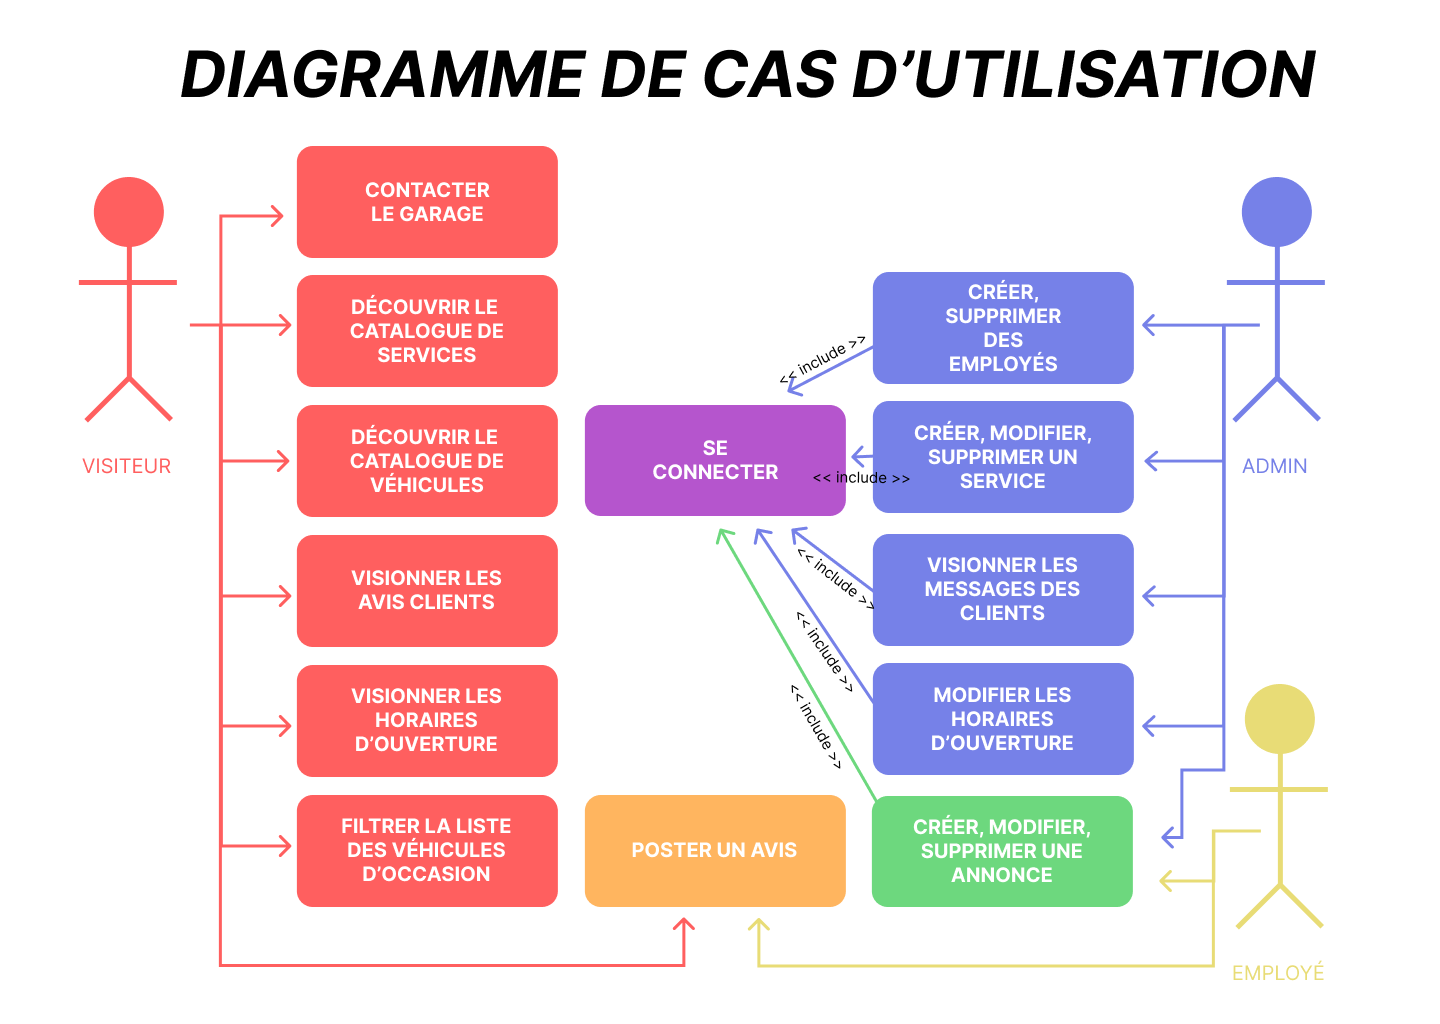 DIAGRAMME DE CAS D’UTILISATION
CONTACTER
LE GARAGE
DÉCOUVRIR LE
CATALOGUE DE
SERVICES
DÉCOUVRIR LE
CATALOGUE DE
VÉHICULES
VISIONNER LES
AVIS CLIENTS
VISIONNER LES
HORAIRES
D’OUVERTURE
FILTRER LA LISTE
DES VÉHICULES
D’OCCASION
VISITEUR
SE
CONNECTER
POSTER UN AVIS
<< include >>
<< include >>
<< include >>
<< include >>
<< include >>
CRÉER,
SUPPRIMER
DES
EMPLOYÉS
CRÉER, MODIFIER,
SUPPRIMER UN
SERVICE
VISIONNER LES
MESSAGES DES
CLIENTS
MODIFIER LES
HORAIRES
D’OUVERTURE
CRÉER, MODIFIER,
SUPPRIMER UNE
ANNONCE
ADMIN
EMPLOYÉ